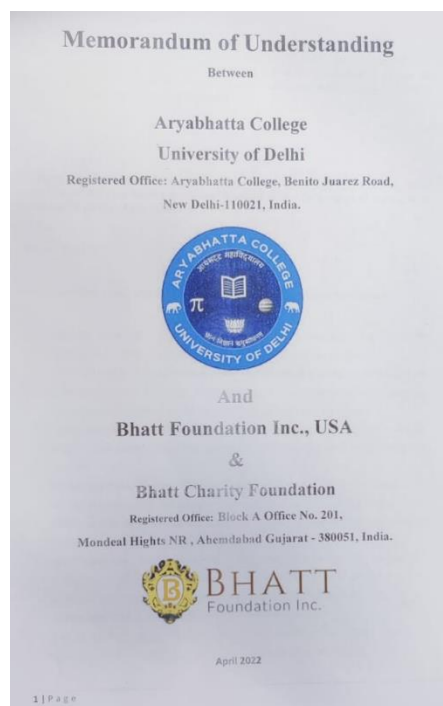 Memorandum of Understanding
Between
Aryabhatta College
University of Delhi
Registered Office: Aryabhatta College, Benito Juarez Road,
New Delhi-110021, India.
ARYABHATTA COLLEGE
π
UNIVERSITY OF DELHI
And
Bhatt Foundation Inc., USA
&
Bhatt Charity Foundation
Registered Office: Block A Office No. 201,
Mondeal Hights NR , Ahemdabad Gujarat - 380051, India.
B
BHATT
Foundation Inc.
April 2022
1 | Page